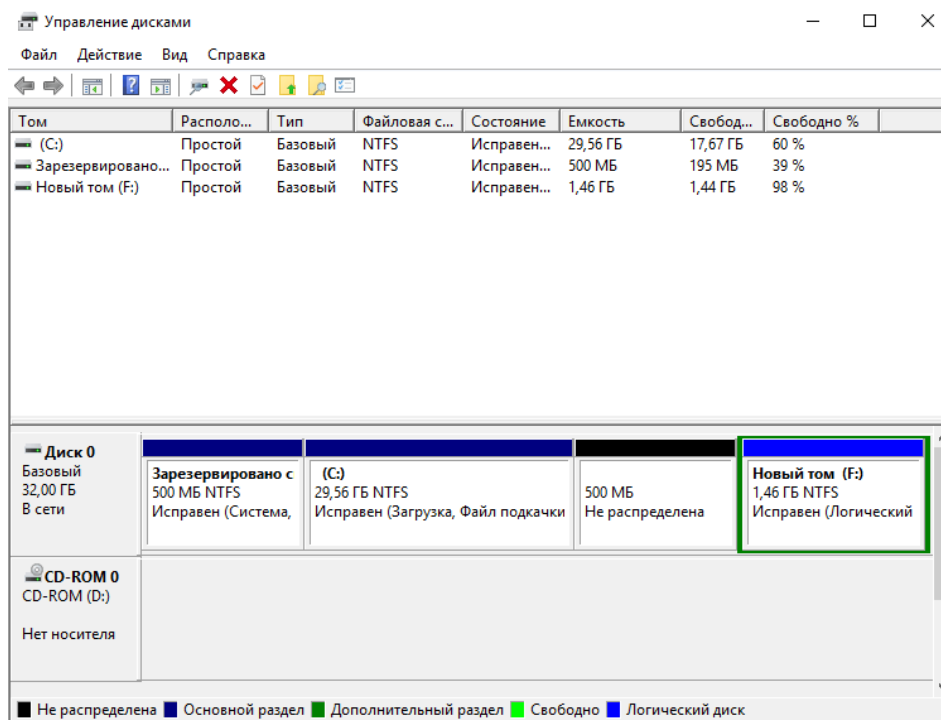 Управление дисками
Файл Действие Вид Справка
Том Располо... Тип Файловая с... Состояние Емкость Свобод... Свободно %
(C:) Простой Базовый NTFS Исправен... 29,56 ГБ 17,67 ГБ 60 %
Зарезервировано... Простой Базовый NTFS Исправен... 500 МБ 195 МБ 39 %
Новый том (F:) Простой Базовый NTFS Исправен... 1,46 ГБ 1,44 ГБ 98 %
Диск 0
Базовый
32,00 ГБ
В сети
Зарезервировано с
500 МБ NTFS
Исправен (Система,
(C:)
29,56 ГБ NTFS
Исправен (Загрузка, Файл подкачки
500 МБ
Не распределена
Новый том (F:)
1,46 ГБ NTFS
Исправен (Логический
CD-ROM 0
CD-ROM (D:)
Нет носителя
Не распределена Основной раздел Дополнительный раздел Свободно Логический диск